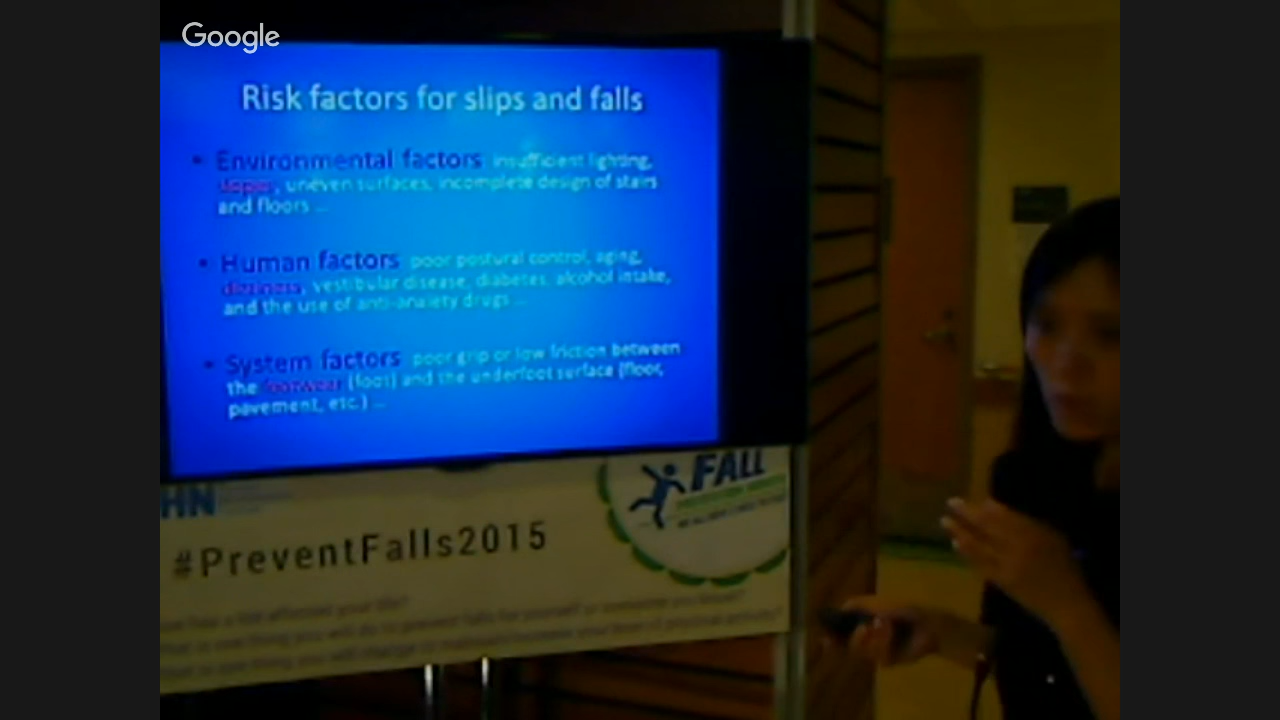 Google
Risk factors for slips and falls
• Environmental factors insufficient lighting,
, uneven surfaces, incomplete design of stairs
and floors ...
• Human factors poor postural control, aging,
dizziness, vestibular disease, diabetes, alcohol intake,
and the use of anti-anxiety drugs ...
• System factors poor grip or low friction between
the footwear (foot) and the underfoot surface (floor,
pavement, etc.) ...
HN
FALL
#PreventFalls2015